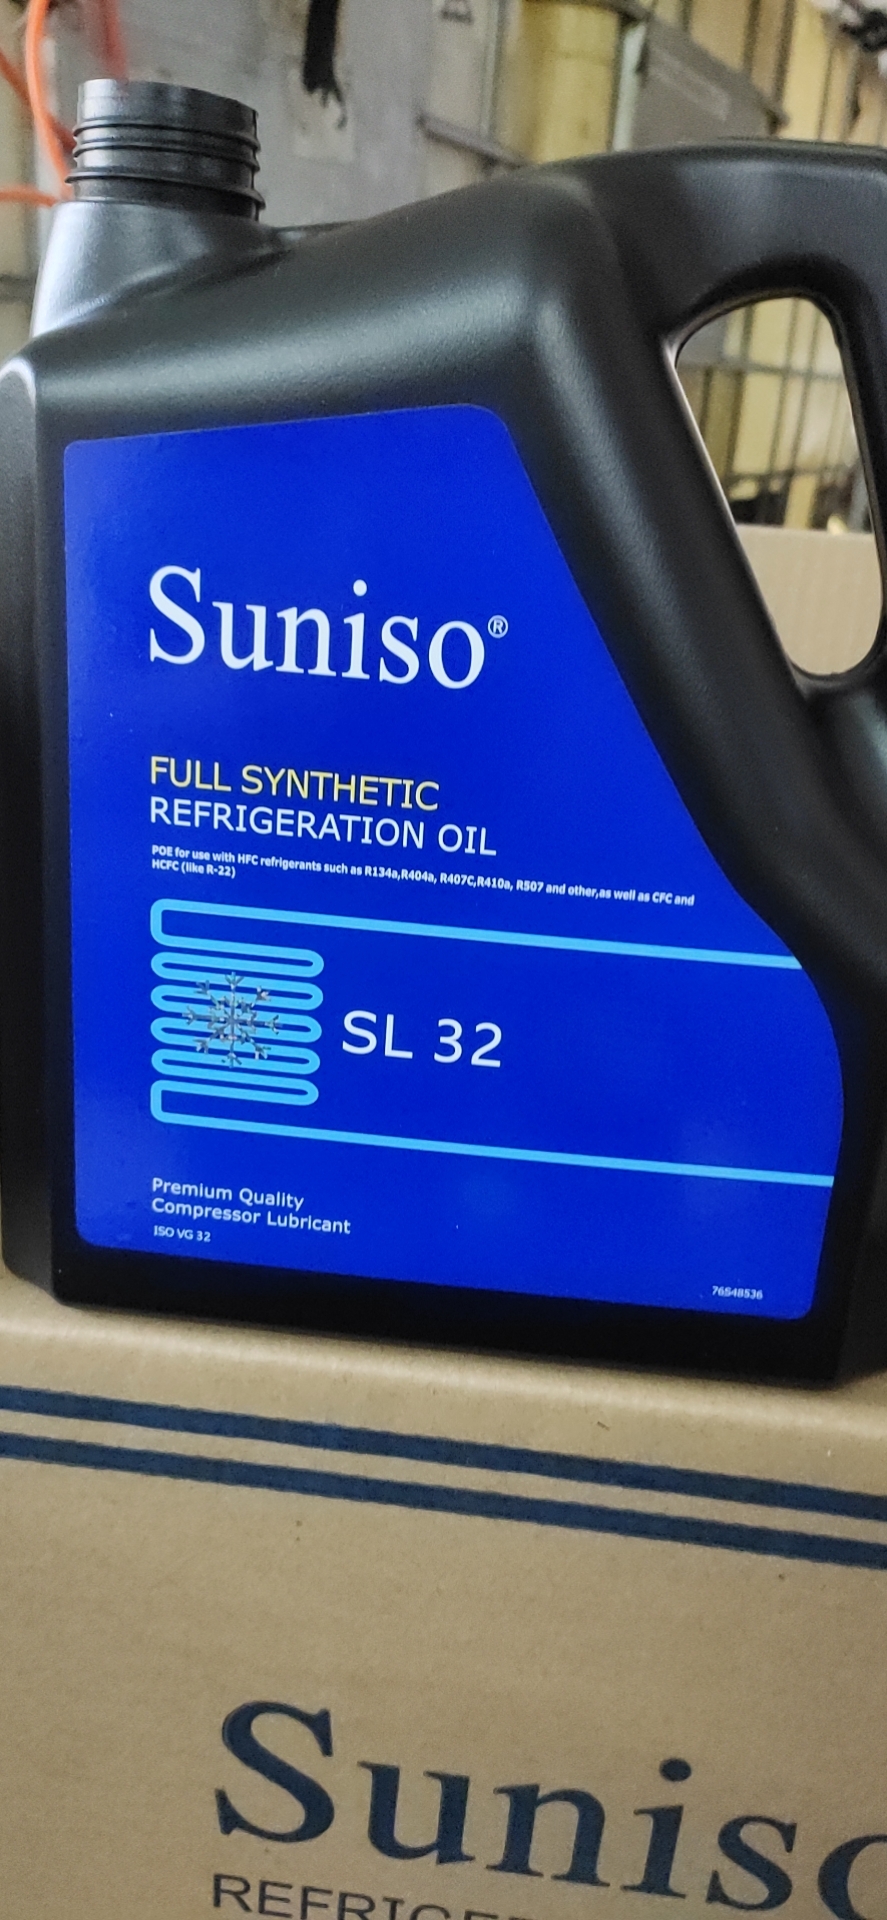 Suniso®
FULL SYNTHETIC
REFRIGERATION OIL
POE for use with HFC refrigerants such as R134a,R404a, R407C,R410a, R507 and other,as well as CFC and
HCFC (like R-22)
SL 32
Premium Quality
Compressor Lubricant
ISO VG 32
76548536
Suniso